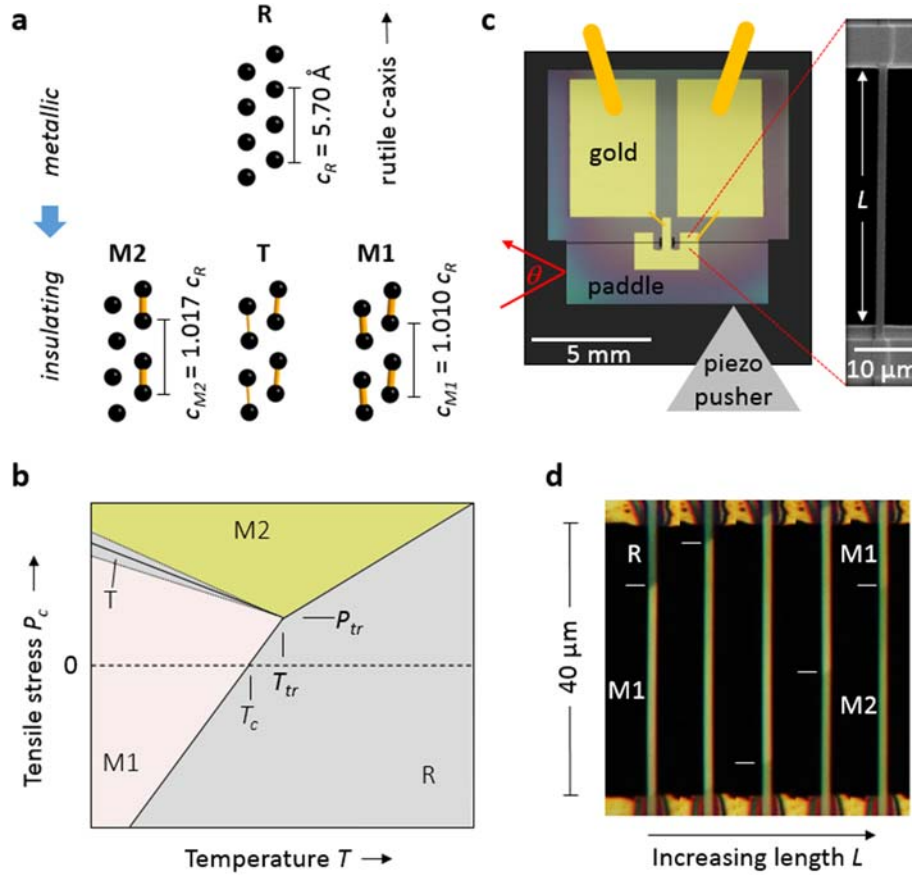 a
R
metallic
c_R = 5.70 Å
rutile c-axis
insulating
M2
T
M1
c_M2 = 1.017 c_R
c_M1 = 1.010 c_R
b
Tensile stress P_c
0
M2
T
P_tr
T_tr
T_c
M1
R
Temperature T
c
gold
θ
paddle
5 mm
piezo
pusher
L
10 μm
d
40 μm
R
M1
M1
M2
Increasing length L